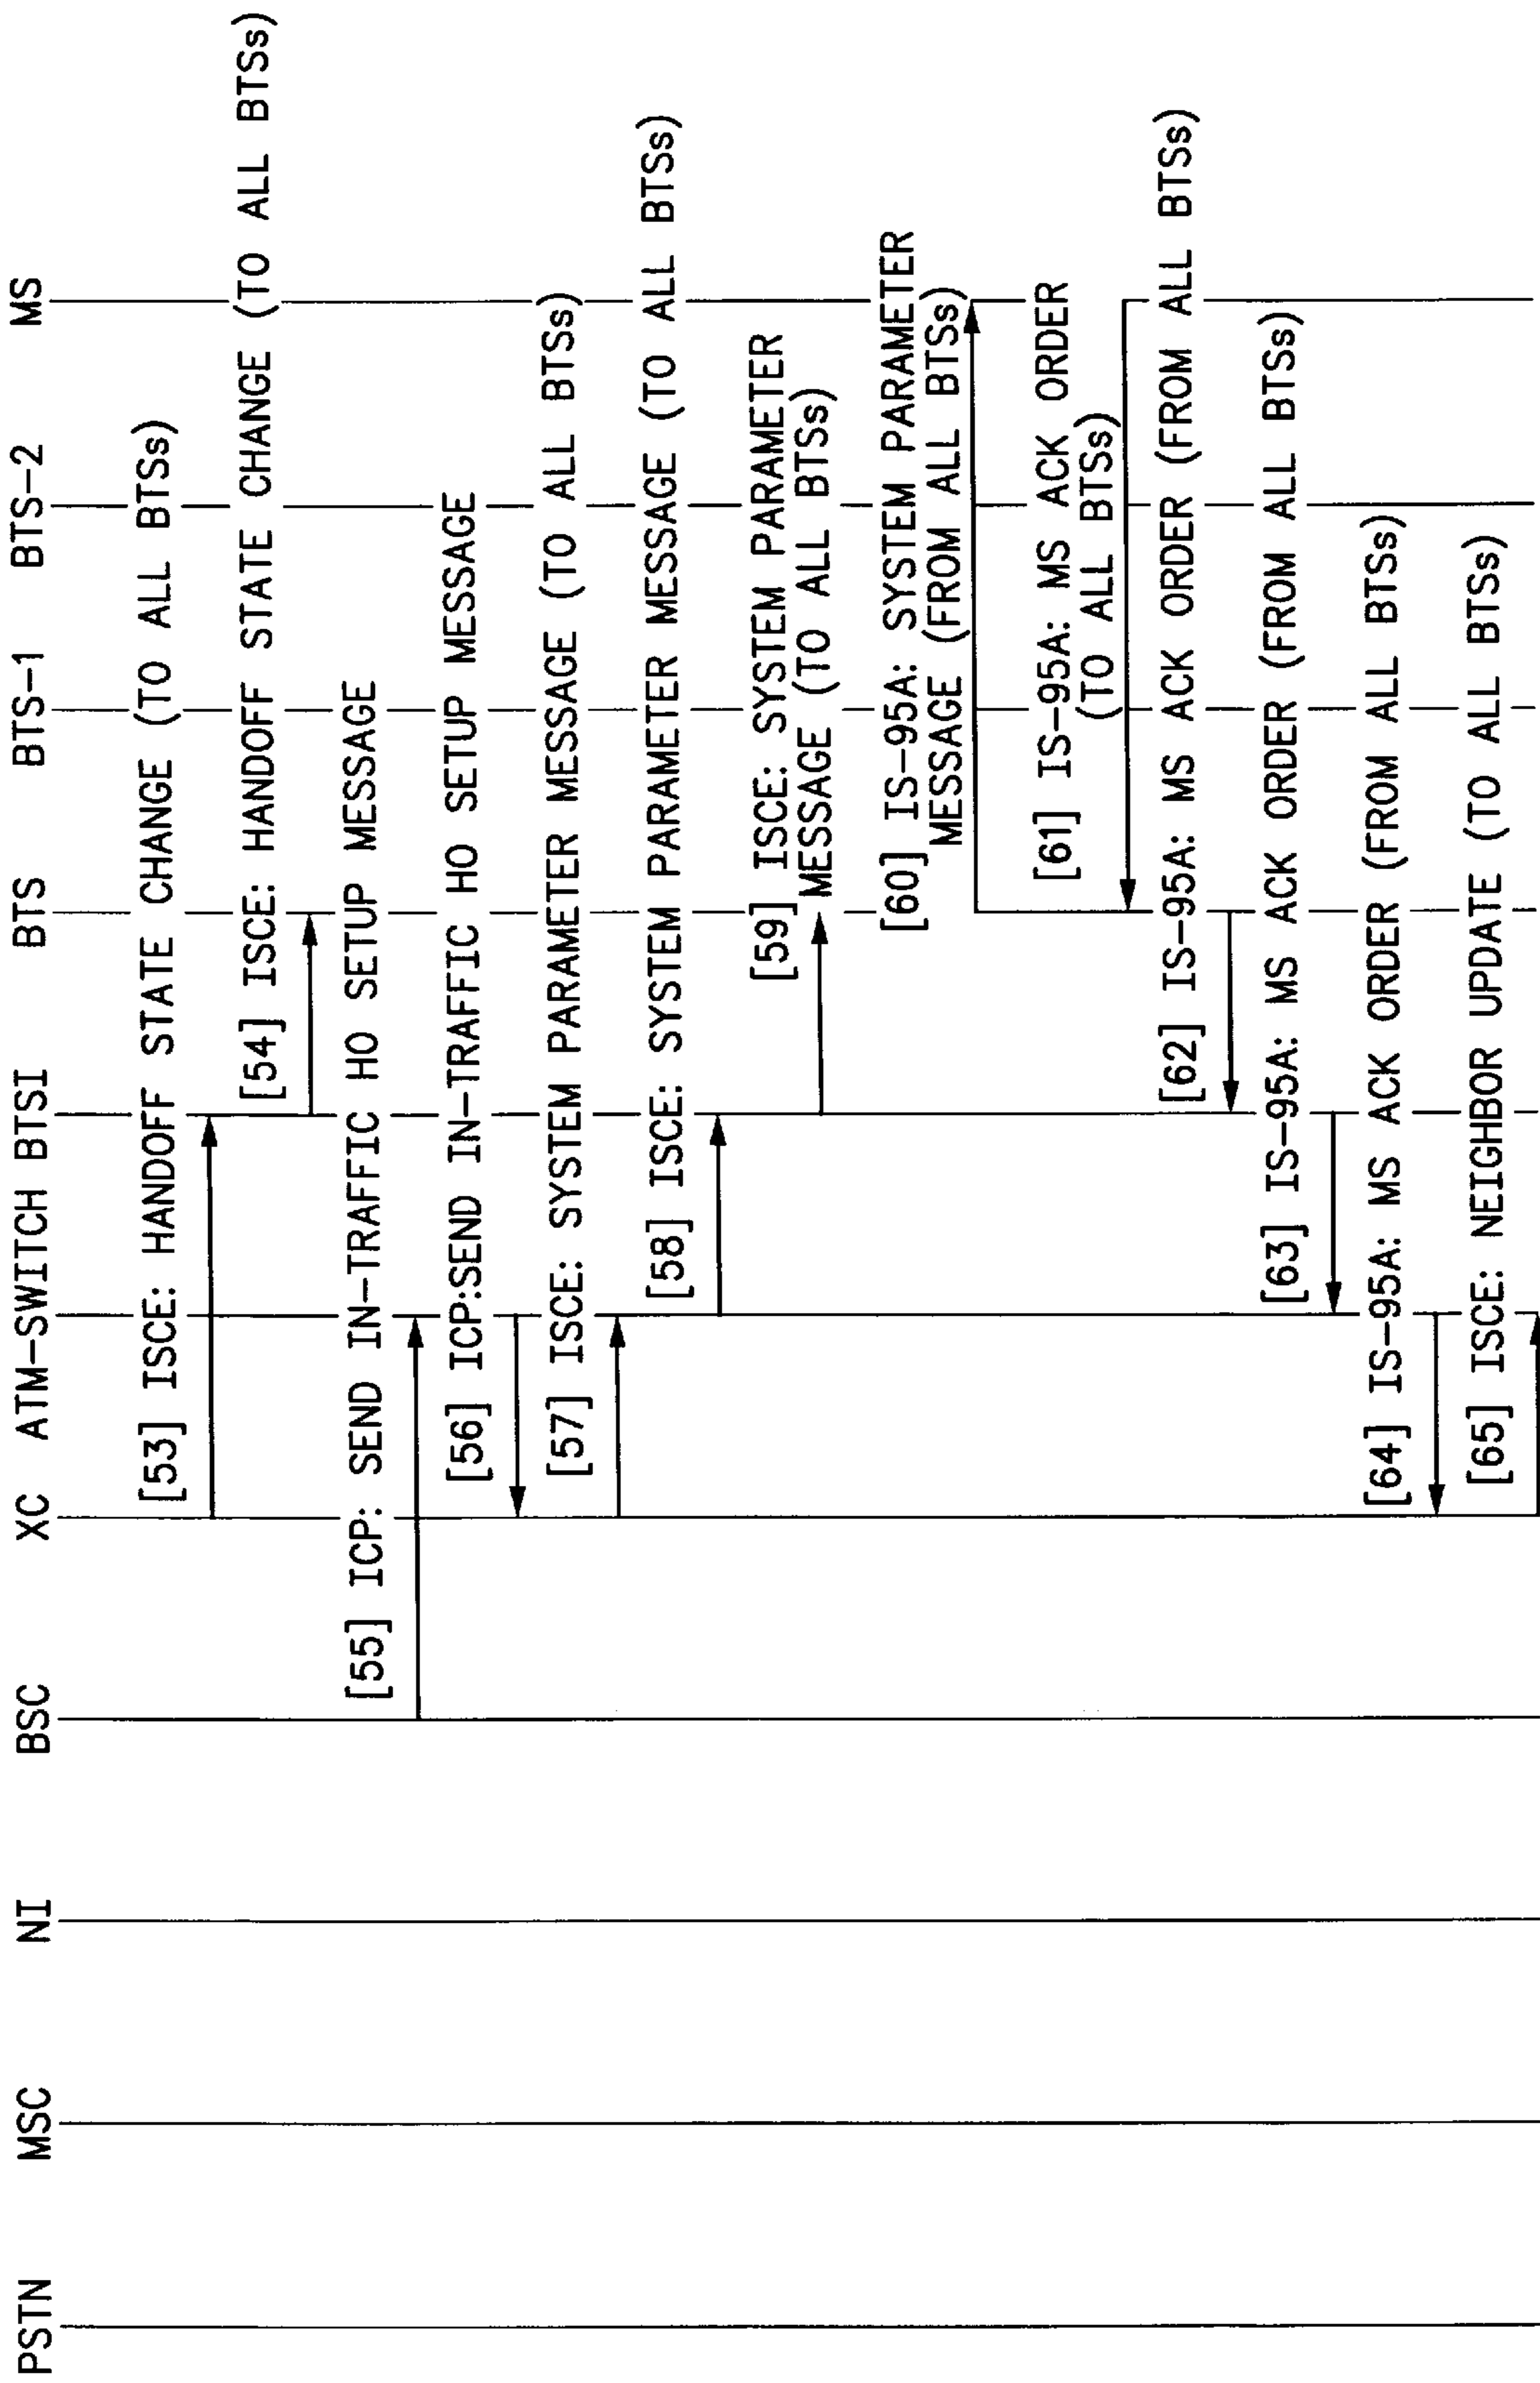 PSTN MSC NI BSC XC ATM-SWITCH BTSI BTS BTS-1 BTS-2 MS
[53] ISCE: HANDOFF STATE CHANGE (TO ALL BTSs)
[54] ISCE: HANDOFF STATE CHANGE (TO ALL BTSs)
[55] ICP: SEND IN-TRAFFIC HO SETUP MESSAGE
[56] ICP:SEND IN-TRAFFIC HO SETUP MESSAGE
[57] ISCE: SYSTEM PARAMETER MESSAGE (TO ALL BTSs)
[58] ISCE: SYSTEM PARAMETER MESSAGE (TO ALL BTSs)
[59] ISCE: SYSTEM PARAMETER
MESSAGE (TO ALL BTSs)
[60] IS-95A: SYSTEM PARAMETER
MESSAGE (FROM ALL BTSs)
[61] IS-95A: MS ACK ORDER
(TO ALL BTSs)
[62] IS-95A: MS ACK ORDER (FROM ALL BTSs)
[63] IS-95A: MS ACK ORDER (FROM ALL BTSs)
[64] IS-95A: MS ACK ORDER (FROM ALL BTSs)
[65] ISCE: NEIGHBOR UPDATE (TO ALL BTSs)